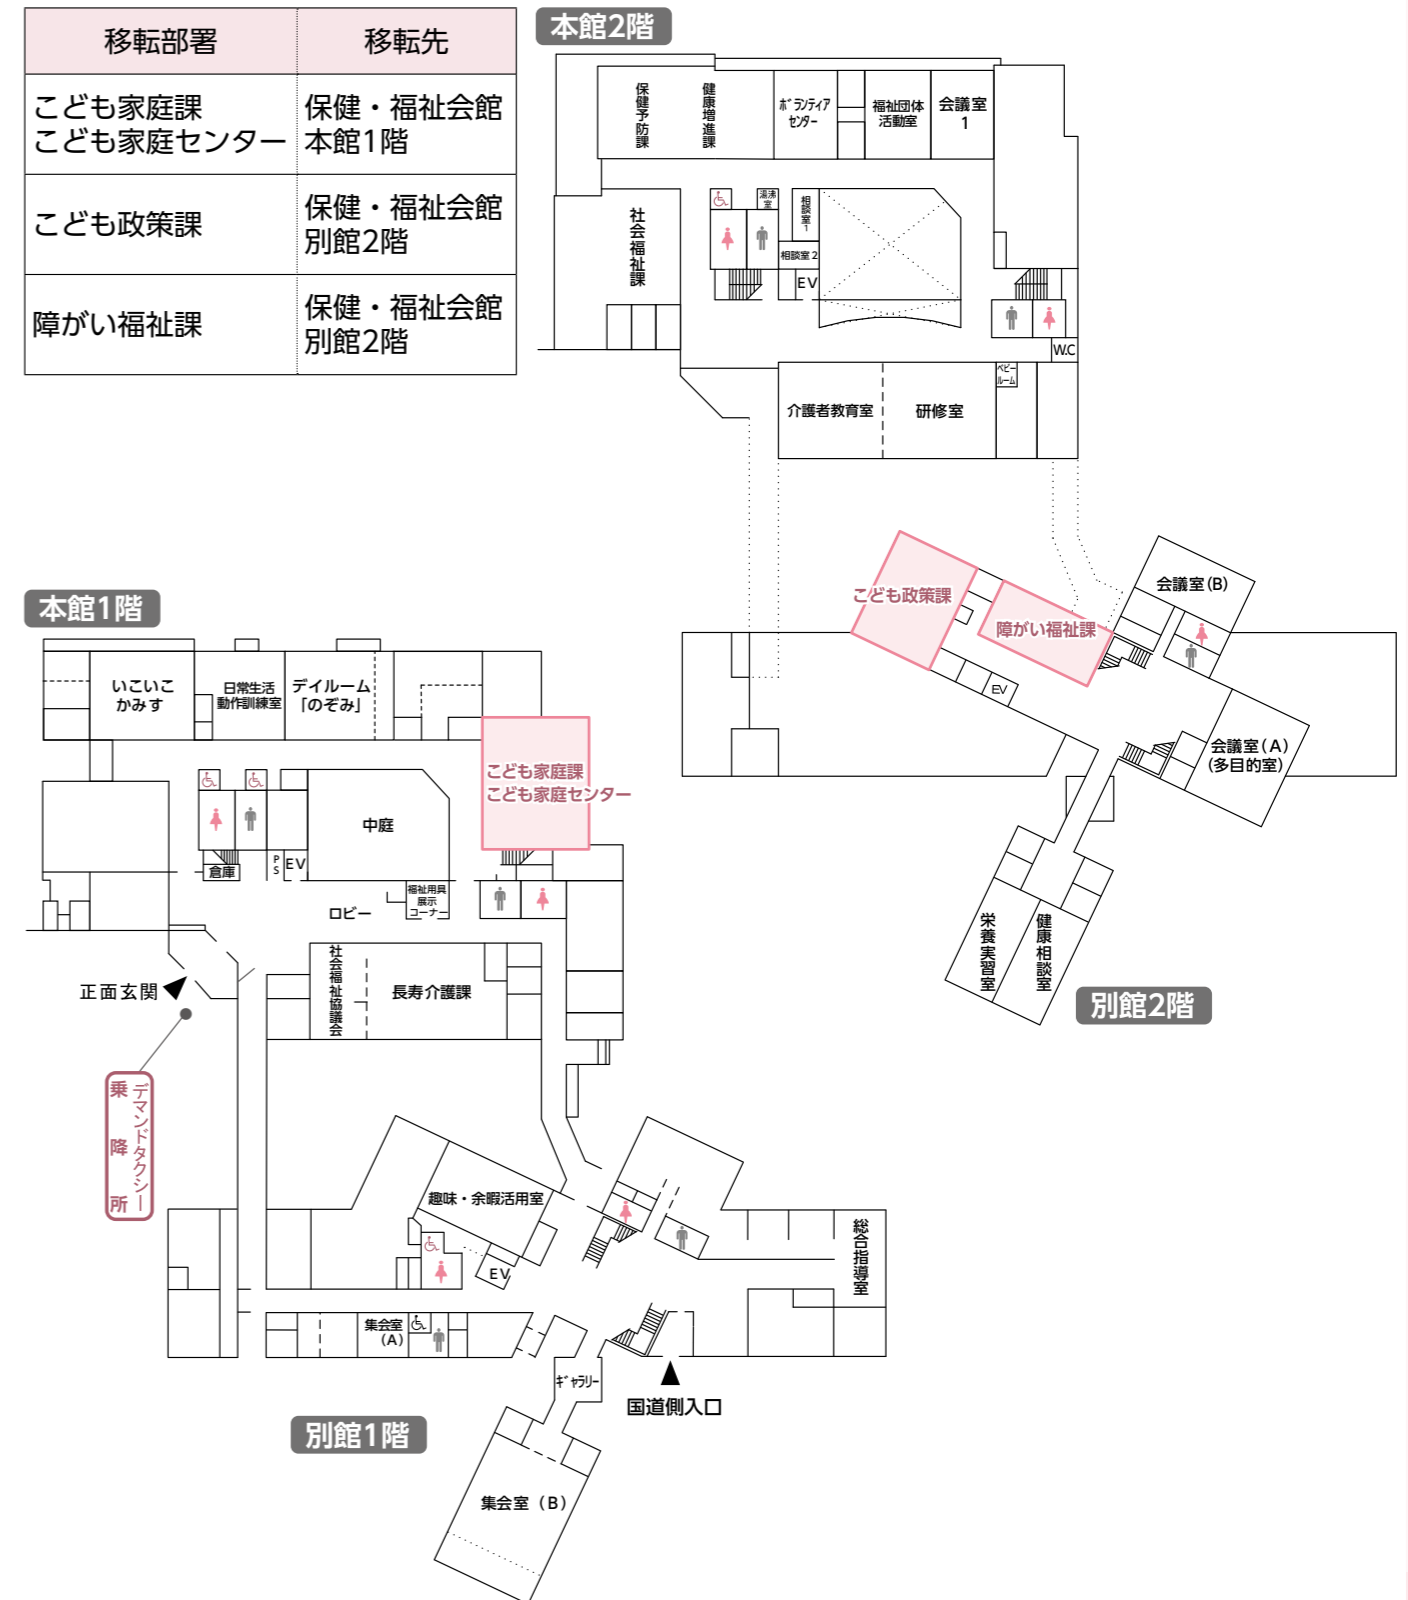 移転部署 移転先
こども家庭課
こども家庭センター
保健・福祉会館
本館1階
こども政策課
保健・福祉会館
別館2階
障がい福祉課
保健・福祉会館
別館2階
本館2階
保健予防課
健康増進課
ボランティア
センター
福祉団体
活動室
会議室
1
社会福祉課
湯沸室
相談室1
相談室2
EV
W.C
ベビー
ルーム
介護者教育室
研修室
こども政策課
障がい福祉課
会議室(B)
EV
会議室(A)
(多目的室)
栄養実習室
健康相談室
別館2階
本館1階
いこいこ
かみす
日常生活
動作訓練室
デイルーム
「のぞみ」
こども家庭課
こども家庭センター
中庭
倉庫
PS
EV
福祉用具
展示
コーナー
ロビー
社会福祉協議会
長寿介護課
正面玄関
デマンドタクシー
乗降所
趣味・余暇活用室
EV
総合指導室
集会室
(A)
ギャラリー
国道側入口
別館1階
集会室(B)